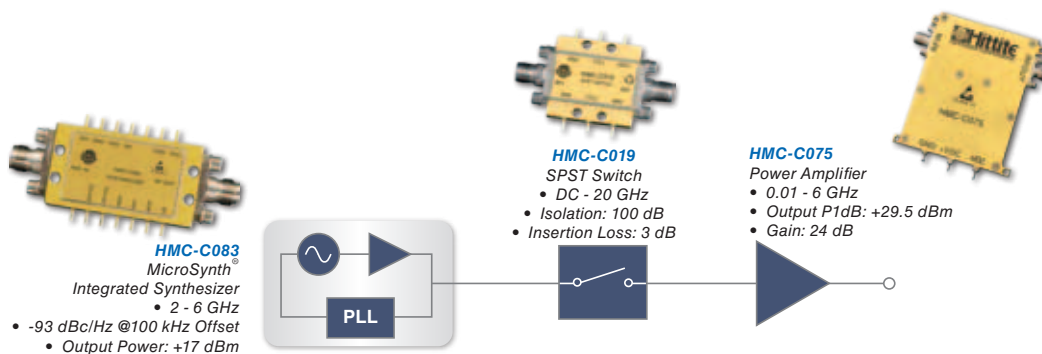 Hittite
HMC-C075
HMC-C019
SPST Switch
• DC - 20 GHz
• Isolation: 100 dB
• Insertion Loss: 3 dB
HMC-C075
Power Amplifier
• 0.01 - 6 GHz
• Output P1dB: +29.5 dBm
• Gain: 24 dB
HMC-C083
MicroSynth®
Integrated Synthesizer
• 2 - 6 GHz
• -93 dBc/Hz @100 kHz Offset
• Output Power: +17 dBm
PLL